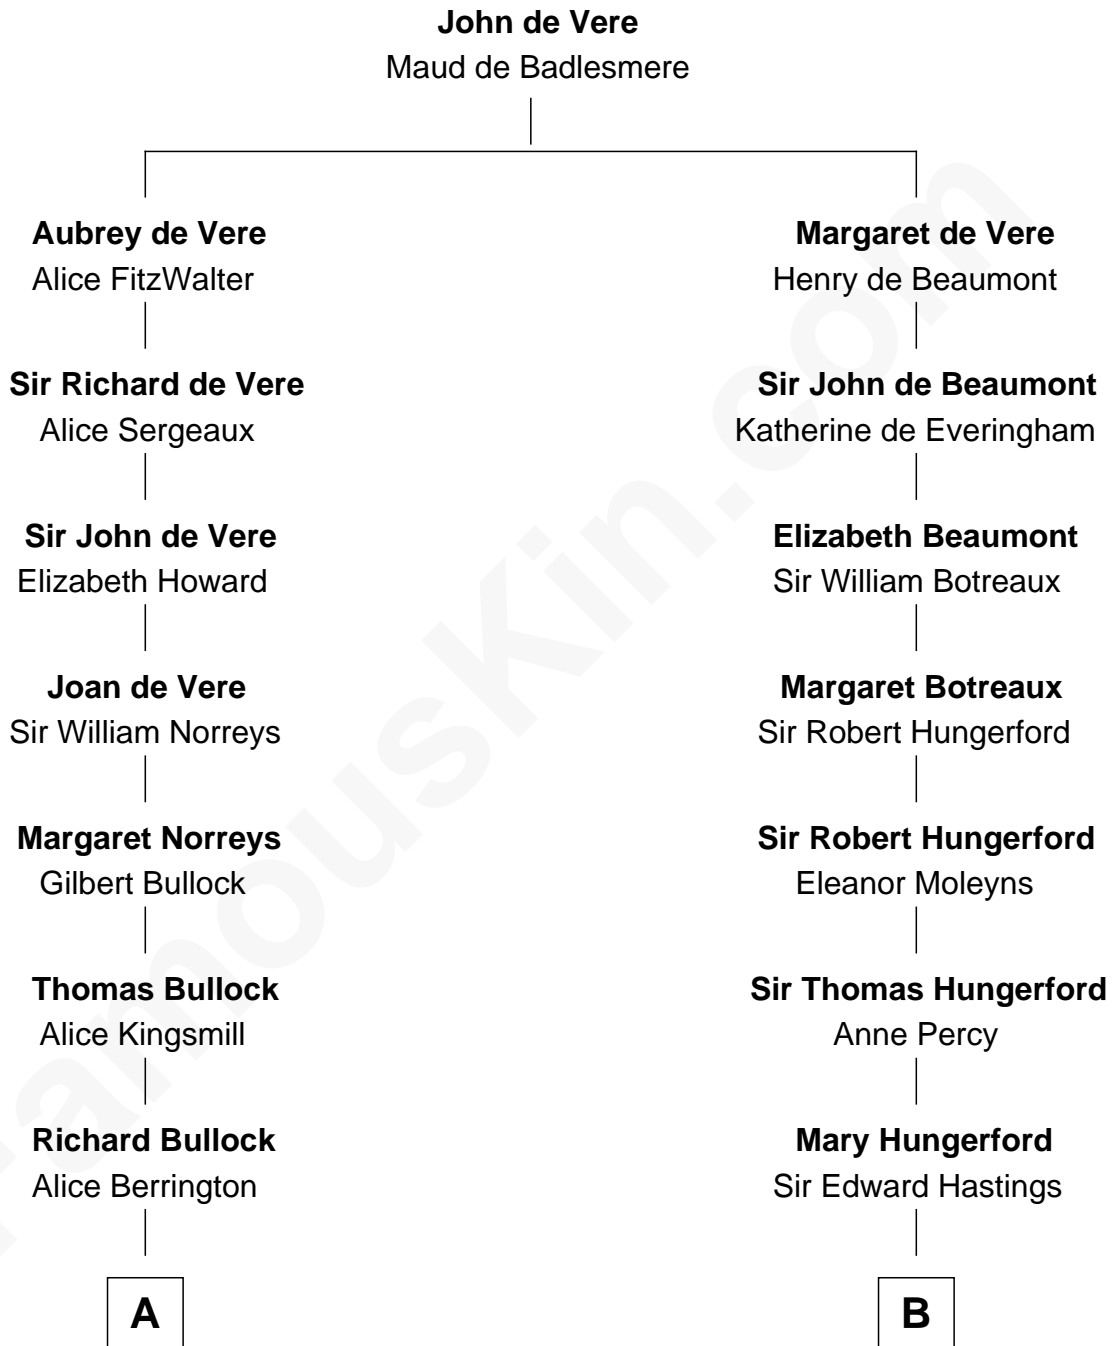 John de Vere
Maud de Badlesmere
Aubrey de Vere
Alice FitzWalter
Margaret de Vere
Henry de Beaumont
Sir Richard de Vere
Alice Sergeaux
Sir John de Beaumont
Katherine de Everingham
Sir John de Vere
Elizabeth Howard
Elizabeth Beaumont
Sir William Botreaux
Joan de Vere
Sir William Norreys
Margaret Botreaux
Sir Robert Hungerford
Margaret Norreys
Gilbert Bullock
Sir Robert Hungerford
Eleanor Moleyns
Thomas Bullock
Alice Kingsmill
Sir Thomas Hungerford
Anne Percy
Richard Bullock
Alice Berrington
Mary Hungerford
Sir Edward Hastings
A
B
FamousKin.com